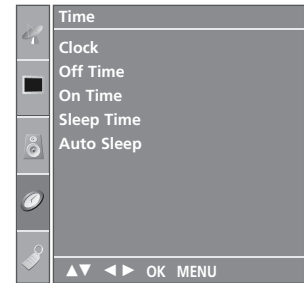 Time
Clock
Off Time
On Time
Sleep Time
Auto Sleep
▲▼ ◄► OK MENU